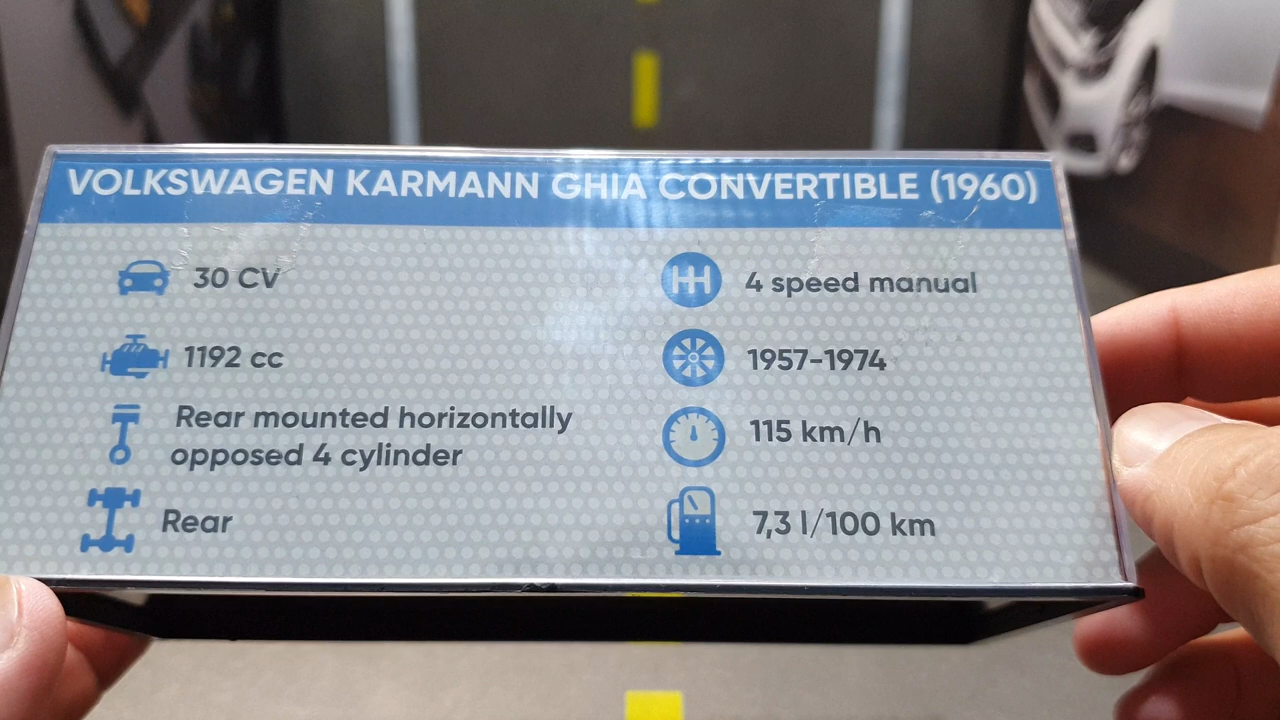 VOLKSWAGEN KARMANN GHIA CONVERTIBLE (1960)
30 CV
1192 cc
Rear mounted horizontally
opposed 4 cylinder
Rear
4 speed manual
1957-1974
115 km/h
7,3 l/100 km